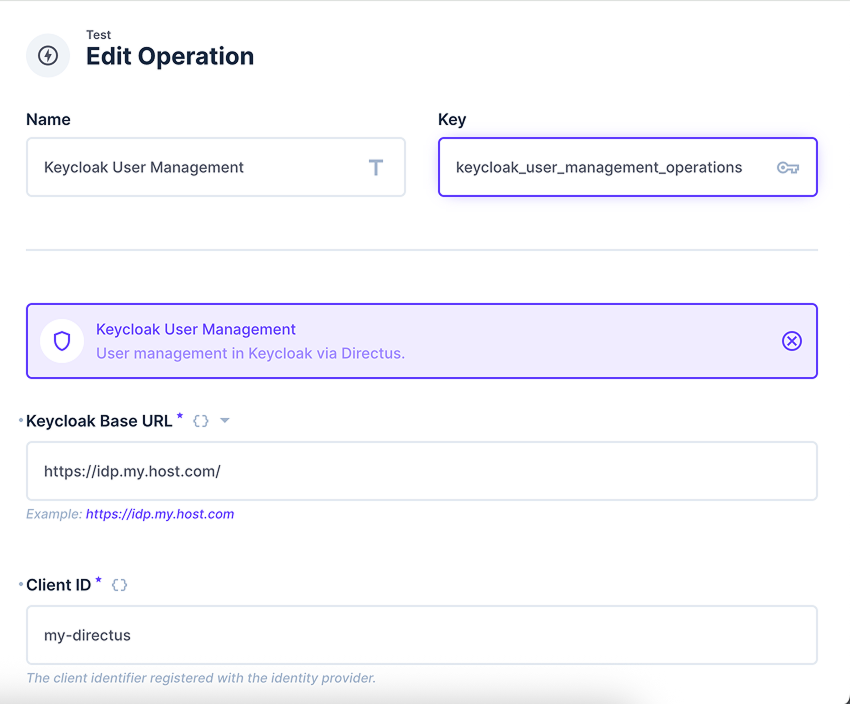 Test
Edit Operation
Name
Key
Keycloak User Management
keycloak_user_management_operations
Keycloak User Management
User management in Keycloak via Directus.
Keycloak Base URL *
https://idp.my.host.com/
Example: https://idp.my.host.com
Client ID *
my-directus
The client identifier registered with the identity provider.